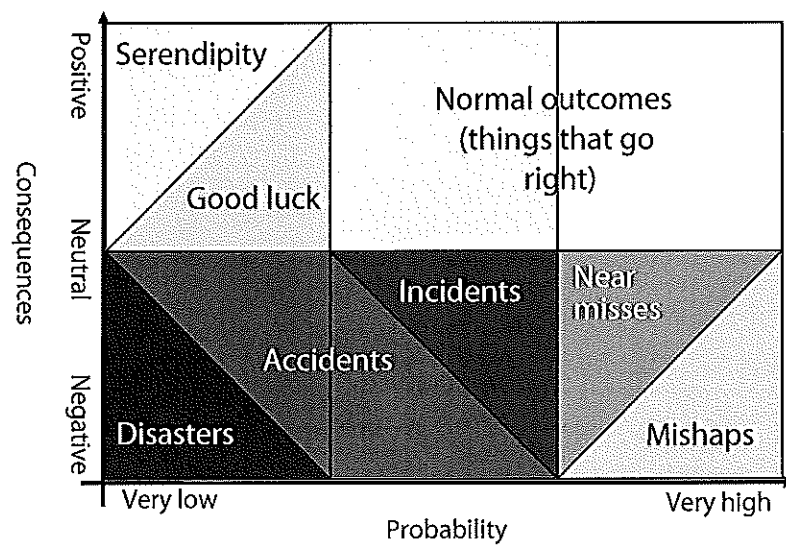 Consequences
Positive
Neutral
Negative
Serendipity
Good luck
Normal outcomes
(things that go
right)
Disasters
Accidents
Incidents
Near
misses
Mishaps
Very low
Very high
Probability